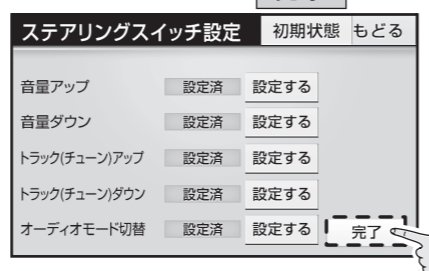 ステアリングスイッチ設定 初期状態 もどる
音量アップ 設定済 設定する
音量ダウン 設定済 設定する
トラック(チューン)アップ 設定済 設定する
トラック(チューン)ダウン 設定済 設定する
オーディオモード切替 設定済 設定する 完了